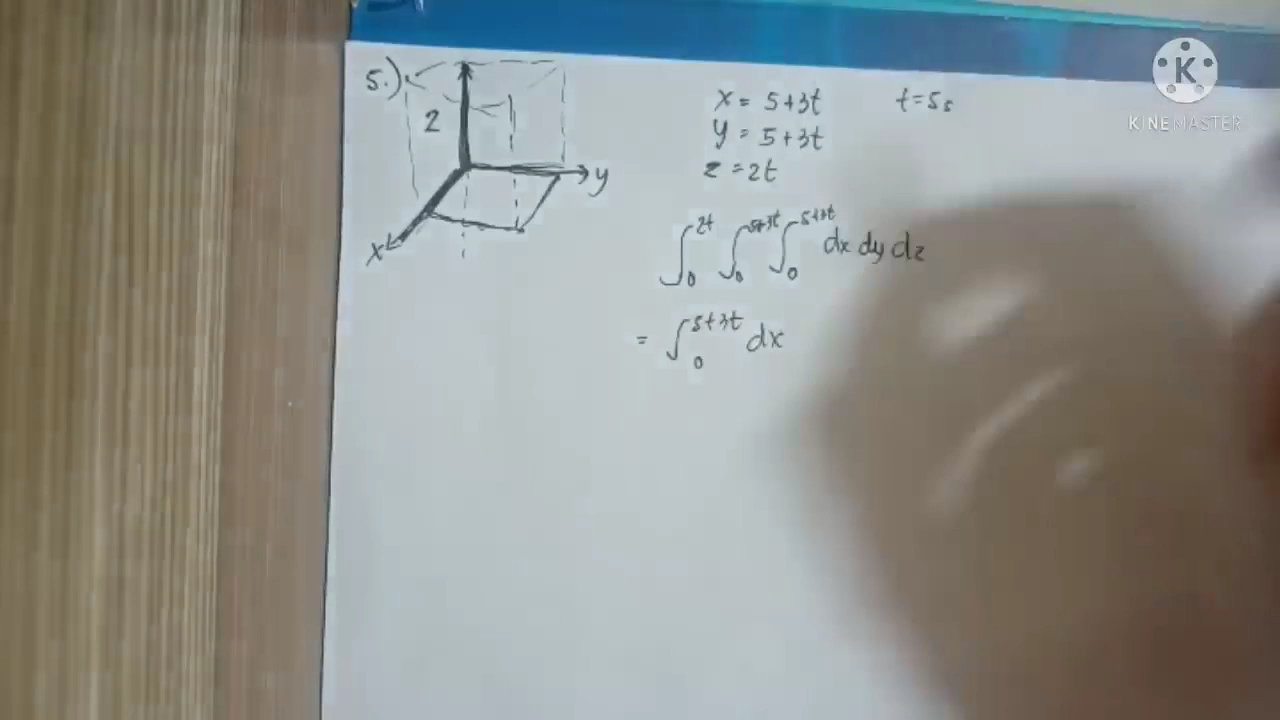 5.)
2
y
x
x = 5+3t t=5s
y = 5+3t
z = 2t
∫₀^2t ∫₀^5+3t ∫₀^5+3t dx dy dz
= ∫₀^5+3t dx
K
KINEMASTER